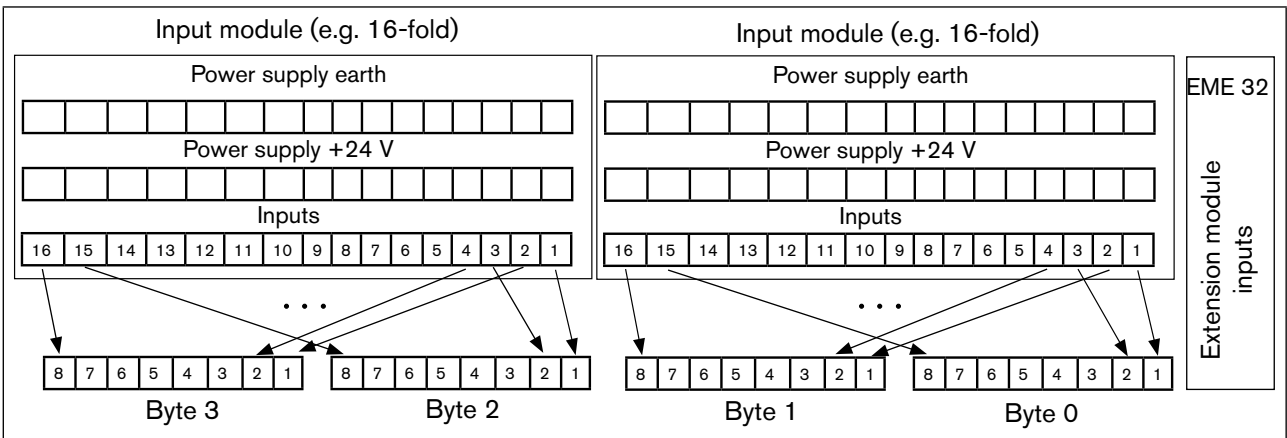 Input module (e.g. 16-fold)
Power supply earth
Power supply +24 V
Inputs
16 15 14 13 12 11 10 9 8 7 6 5 4 3 2 1
. . .
8 7 6 5 4 3 2 1
8 7 6 5 4 3 2 1
Byte 3
Byte 2
Input module (e.g. 16-fold)
Power supply earth
Power supply +24 V
Inputs
16 15 14 13 12 11 10 9 8 7 6 5 4 3 2 1
. . .
8 7 6 5 4 3 2 1
8 7 6 5 4 3 2 1
Byte 1
Byte 0
EME 32
Extension module
inputs